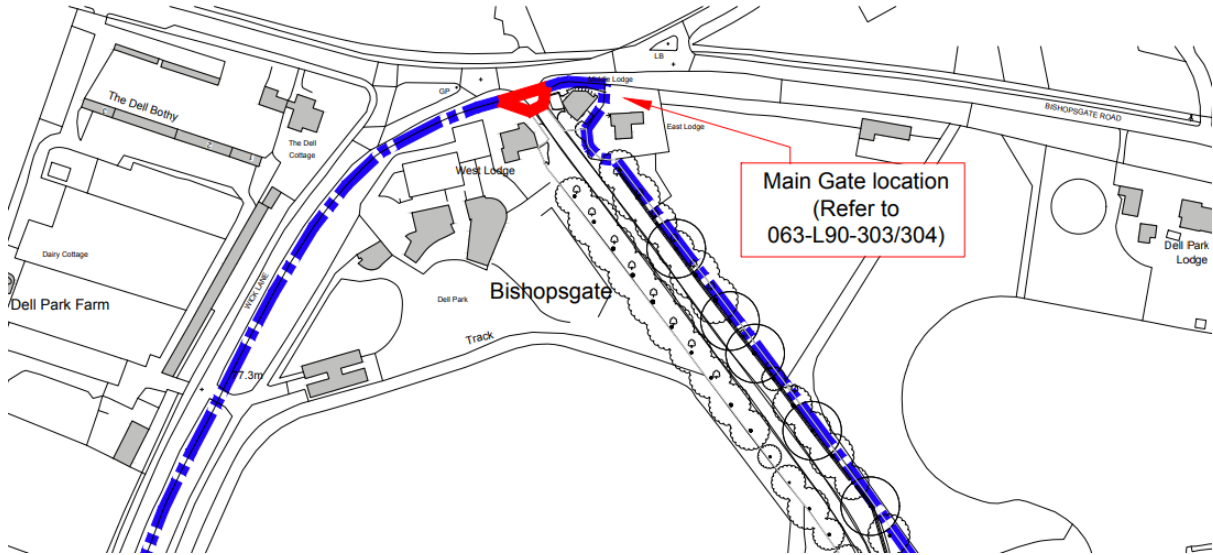 LB
Middle Lodge
GP
The Dell Bothy
BISHOPSGATE ROAD
The Dell
Cottage
East Lodge
West Lodge
Main Gate location
(Refer to
063-L90-303/304)
Dairy Cottage
WICK LANE
Dell Park
Lodge
Dell Park Farm
Dell Park
Bishopsgate
Track
77.3m